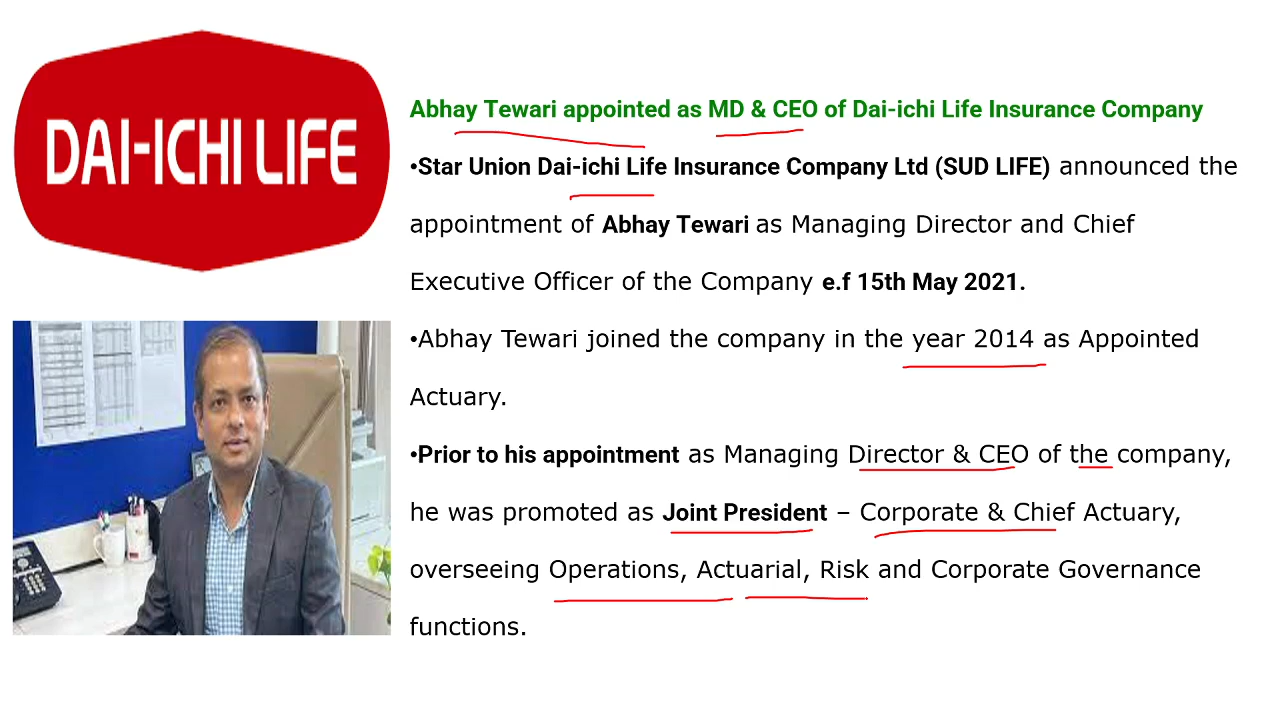 DAI-ICHI LIFE
Abhay Tewari appointed as MD & CEO of Dai-ichi Life Insurance Company
•Star Union Dai-ichi Life Insurance Company Ltd (SUD LIFE) announced the
appointment of Abhay Tewari as Managing Director and Chief
Executive Officer of the Company e.f 15th May 2021.
•Abhay Tewari joined the company in the year 2014 as Appointed
Actuary.
•Prior to his appointment as Managing Director & CEO of the company,
he was promoted as Joint President – Corporate & Chief Actuary,
overseeing Operations, Actuarial, Risk and Corporate Governance
functions.